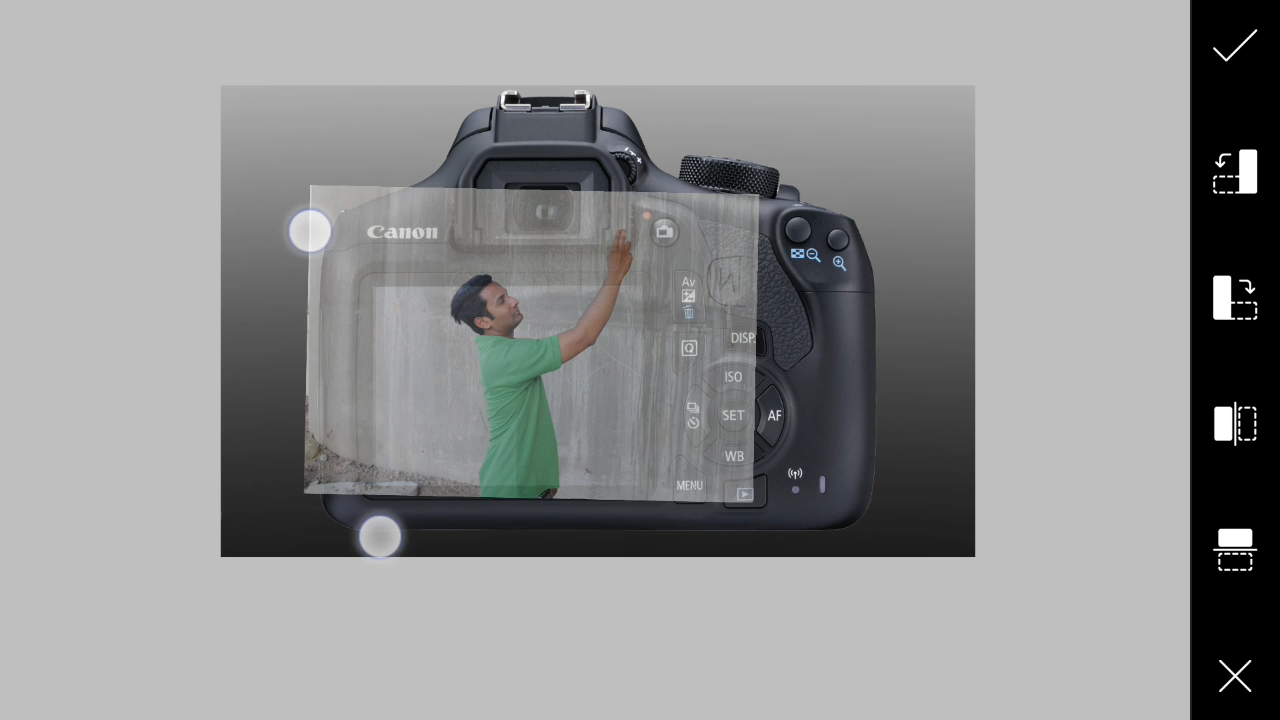 Canon
Av
DISP.
Q
ISO
SET
AF
WB
MENU